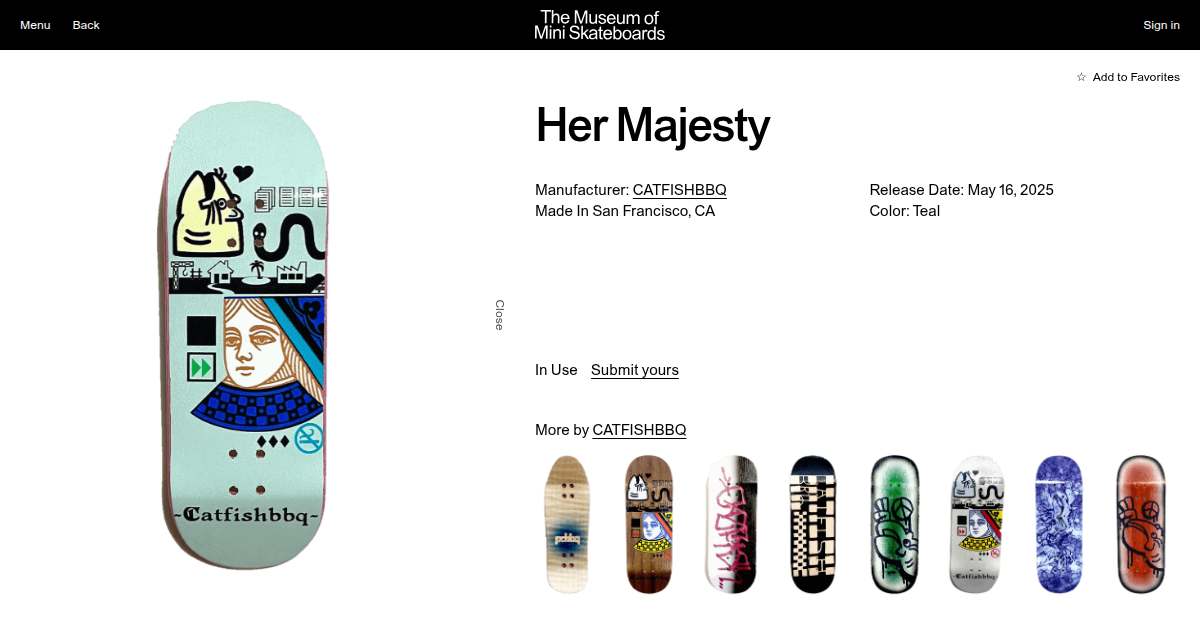 Menu
Back
The Museum of
Mini Skateboards
Sign in
☆ Add to Favorites
Her Majesty
Manufacturer: CATFISHBBQ
Made In San Francisco, CA
Release Date: May 16, 2025
Color: Teal
~Catfishbbq~
Close
In Use
Submit yours
More by CATFISHBBQ
~Catfishbbq~